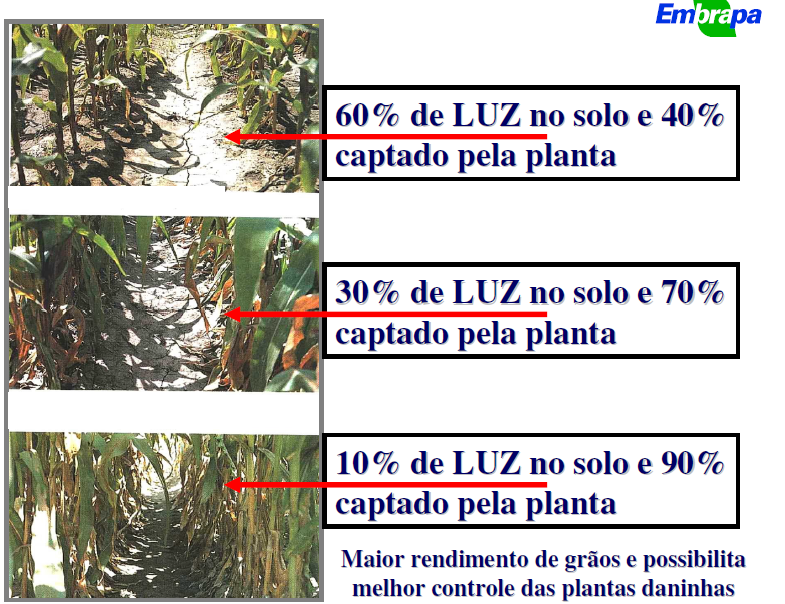 Embrapa
60% de LUZ no solo e 40%
captado pela planta
30% de LUZ no solo e 70%
captado pela planta
10% de LUZ no solo e 90%
captado pela planta
Maior rendimento de grãos e possibilita
melhor controle das plantas daninhas